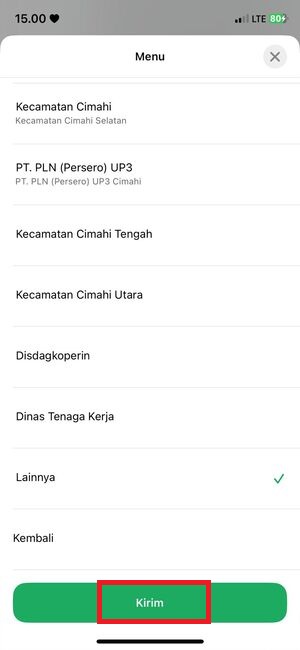 15.00
LTE
80
Menu
Kecamatan Cimahi
Kecamatan Cimahi Selatan
PT. PLN (Persero) UP3
PT. PLN (Persero) UP3 Cimahi
Kecamatan Cimahi Tengah
Kecamatan Cimahi Utara
Disdagkoperin
Dinas Tenaga Kerja
Lainnya
Kembali
Kirim